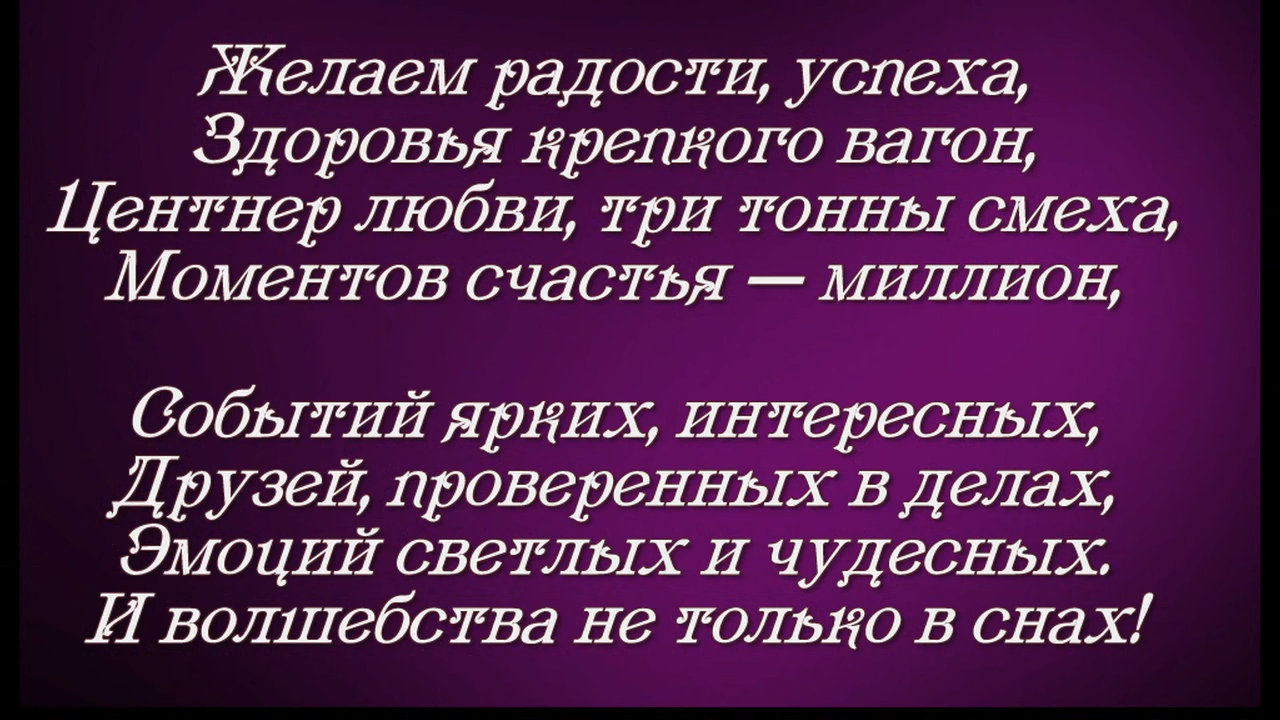 Желаем радости, успеха,
Здоровья крепкого вагон,
Центнер любви, три тонны смеха,
Моментов счастья — миллион,
Событий ярких, интересных,
Друзей, проверенных в делах,
Эмоций светлых и чудесных.
И волшебства не только в снах!